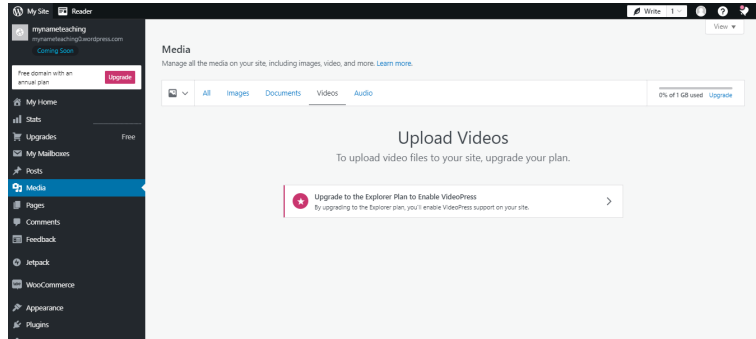 My Site Reader Write 1
View
mynameteaching
mynameteaching0.wordpress.com
Coming Soon
Free domain with an
annual plan
Upgrade
My Home
Stats
Upgrades Free
My Mailboxes
Posts
Media
Pages
Comments
Feedback
Jetpack
WooCommerce
Appearance
Plugins
Media
Manage all the media on your site, including images, video, and more. Learn more.
All Images Documents Videos Audio
0% of 1 GB used Upgrade
Upload Videos
To upload video files to your site, upgrade your plan.
Upgrade to the Explorer Plan to Enable VideoPress
By upgrading to the Explorer plan, you'll enable VideoPress support on your site.